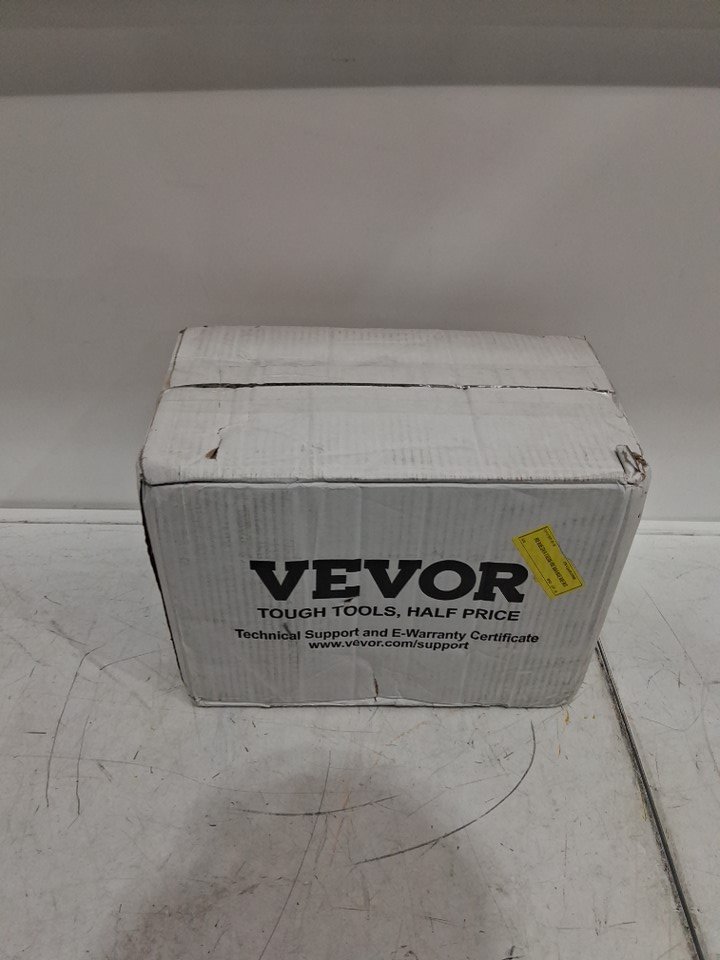 VEVOR
TOUGH TOOLS, HALF PRICE
Technical Support and E-Warranty Certificate
www.vevor.com/support